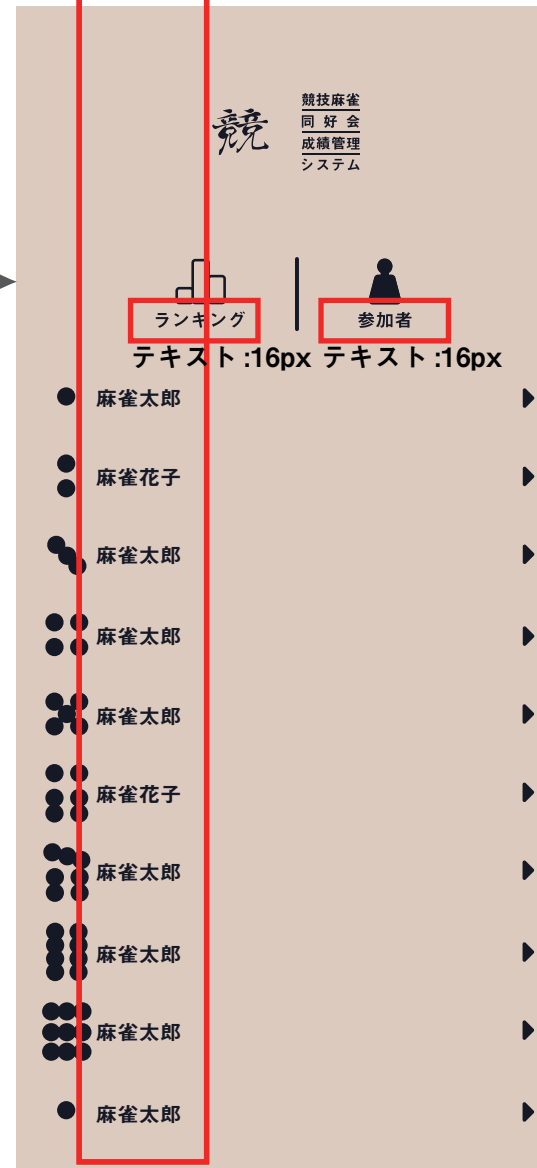 競
競技麻雀
同好会
成績管理
システム
ランキング
参加者
テキスト:16px テキスト:16px
麻雀太郎
麻雀花子
麻雀太郎
麻雀太郎
麻雀太郎
麻雀花子
麻雀太郎
麻雀太郎
麻雀太郎
麻雀太郎